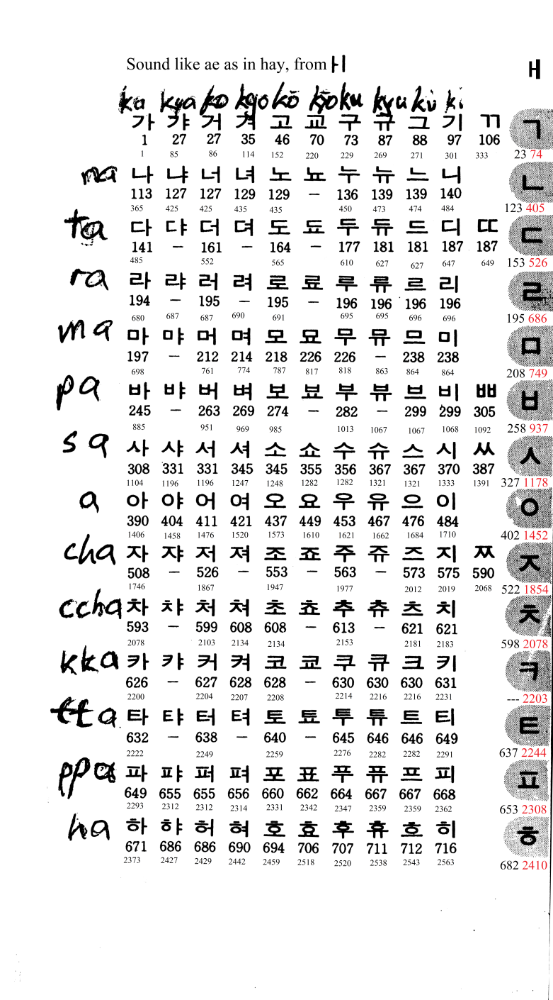 Sound like ae as in hay, from ㅐ
ㅐ
ka kya ko kyo kō kyo ku kyu kŭ ki
가 갸 거 겨 고 교 구 규 그 기 ㄲ ㄱ
1 27 27 35 46 70 73 87 88 97 106
1 85 86 114 152 220 229 269 271 301 333 23 74
na 나 냐 너 녀 노 뇨 누 뉴 느 니 ㄴ
113 127 127 129 129 – 136 139 139 140
365 425 425 435 435 450 473 474 484 123 405
ta 다 댜 더 뎌 도 됴 두 듀 드 디 ㄸ ㄷ
141 – 161 – 164 – 177 181 181 187 187
485 552 565 610 627 627 647 649 153 526
ra 라 랴 러 려 로 료 루 류 르 리 ㄹ
194 – 195 – 195 – 196 196 196 196
680 687 687 690 691 695 695 696 696 195 686
ma 마 먀 머 며 모 묘 무 뮤 므 미 ㅁ
197 – 212 214 218 226 226 – 238 238
698 761 774 787 817 818 863 864 864 208 749
pa 바 뱌 버 벼 보 뵤 부 뷰 브 비 ㅃ ㅂ
245 – 263 269 274 – 282 – 299 299 305
885 951 969 985 1013 1067 1067 1068 1092 258 937
sa 사 샤 서 셔 소 쇼 수 슈 스 시 ㅆ ㅅ
308 331 331 345 345 355 356 367 367 370 387
1104 1196 1196 1247 1248 1282 1282 1321 1321 1333 1391 327 1178
a 아 야 어 여 오 요 우 유 으 이 ㅇ
390 404 411 421 437 449 453 467 476 484
1406 1458 1476 1520 1573 1610 1621 1662 1684 1710 402 1452
cha 자 쟈 저 져 조 죠 주 쥬 즈 지 ㅉ ㅈ
508 – 526 – 553 – 563 – 573 575 590
1746 1867 1947 1977 2012 2019 2068 522 1854
ccha 차 챠 처 쳐 초 쵸 추 츄 츠 치 ㅊ
593 – 599 608 608 – 613 – 621 621
2078 2103 2134 2134 2153 2181 2183 598 2078
kka 카 캬 커 켜 코 쿄 쿠 큐 크 키 ㅋ
626 – 627 628 628 – 630 630 630 631
2200 2204 2207 2208 2214 2216 2216 2231 --- 2203
tta 타 탸 터 텨 토 툐 투 튜 트 티 ㅌ
632 – 638 – 640 – 645 646 646 649
2222 2249 2259 2276 2282 2282 2291 637 2244
ppa 파 퍄 퍼 펴 포 표 푸 퓨 프 피 ㅍ
649 655 655 656 660 662 664 667 667 668
2293 2312 2312 2314 2331 2342 2347 2359 2359 2362 653 2308
ha 하 햐 허 혀 호 효 후 휴 흐 히 ㅎ
671 686 686 690 694 706 707 711 712 716
2373 2427 2429 2442 2459 2518 2520 2538 2543 2563 682 2410